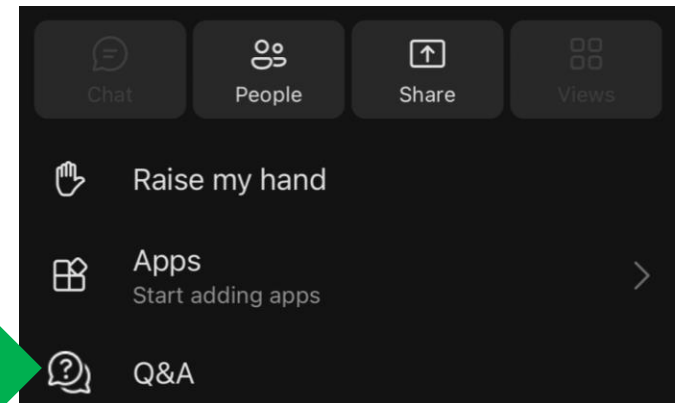 Chat
People
Share
Views
Raise my hand
Apps
Start adding apps
Q&A